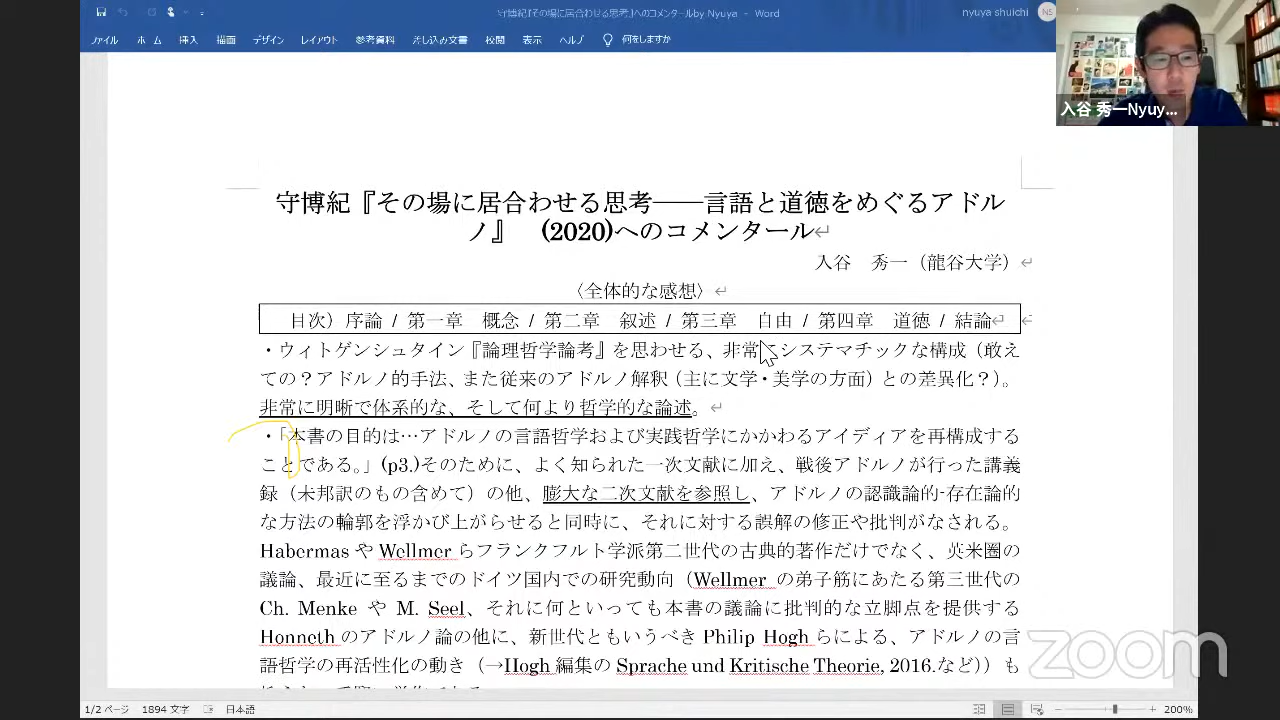 守博紀『その場に居合わせる思考』へのコメンタールby Nyuya - Word
nyuya shuichi
NS
ファイル ホーム 挿入 描画 デザイン レイアウト 参考資料 差し込み文書 校閲 表示 ヘルプ 何をしますか
入谷 秀一Nyuy...
守博紀『その場に居合わせる思考――言語と道徳をめぐるアドル
ノ』 (2020)へのコメンタール
入谷 秀一（龍谷大学）
〈全体的な感想〉
目次）序論 / 第一章 概念 / 第二章 叙述 / 第三章 自由 / 第四章 道徳 / 結論
・ウィトゲンシュタイン『論理哲学論考』を思わせる、非常にシステマチックな構成（敢え
ての？アドルノ的手法、また従来のアドルノ解釈（主に文学・美学の方面）との差異化？）。
非常に明晰で体系的な、そして何より哲学的な論述。
・「本書の目的は…アドルノの言語哲学および実践哲学にかかわるアイディアを再構成する
ことである。」(p3.)そのために、よく知られた一次文献に加え、戦後アドルノが行った講義
録（未邦訳のもの含めて）の他、膨大な二次文献を参照し、アドルノの認識論的-存在論的
な方法の輪郭を浮かび上がらせると同時に、それに対する誤解の修正や批判がなされる。
Habermas や Wellmer らフランクフルト学派第二世代の古典的著作だけでなく、英米圏の
議論、最近に至るまでのドイツ国内での研究動向（Wellmer の弟子筋にあたる第三世代の
Ch. Menke や M. Seel、それに何といっても本書の議論に批判的な立脚点を提供する
Honneth のアドルノ論の他に、新世代ともいうべき Philip Hogh らによる、アドルノの言
語哲学の再活性化の動き（→Hogh 編集の Sprache und Kritische Theorie, 2016.など））も
zoom
1/2 ページ 1894 文字 日本語 200%